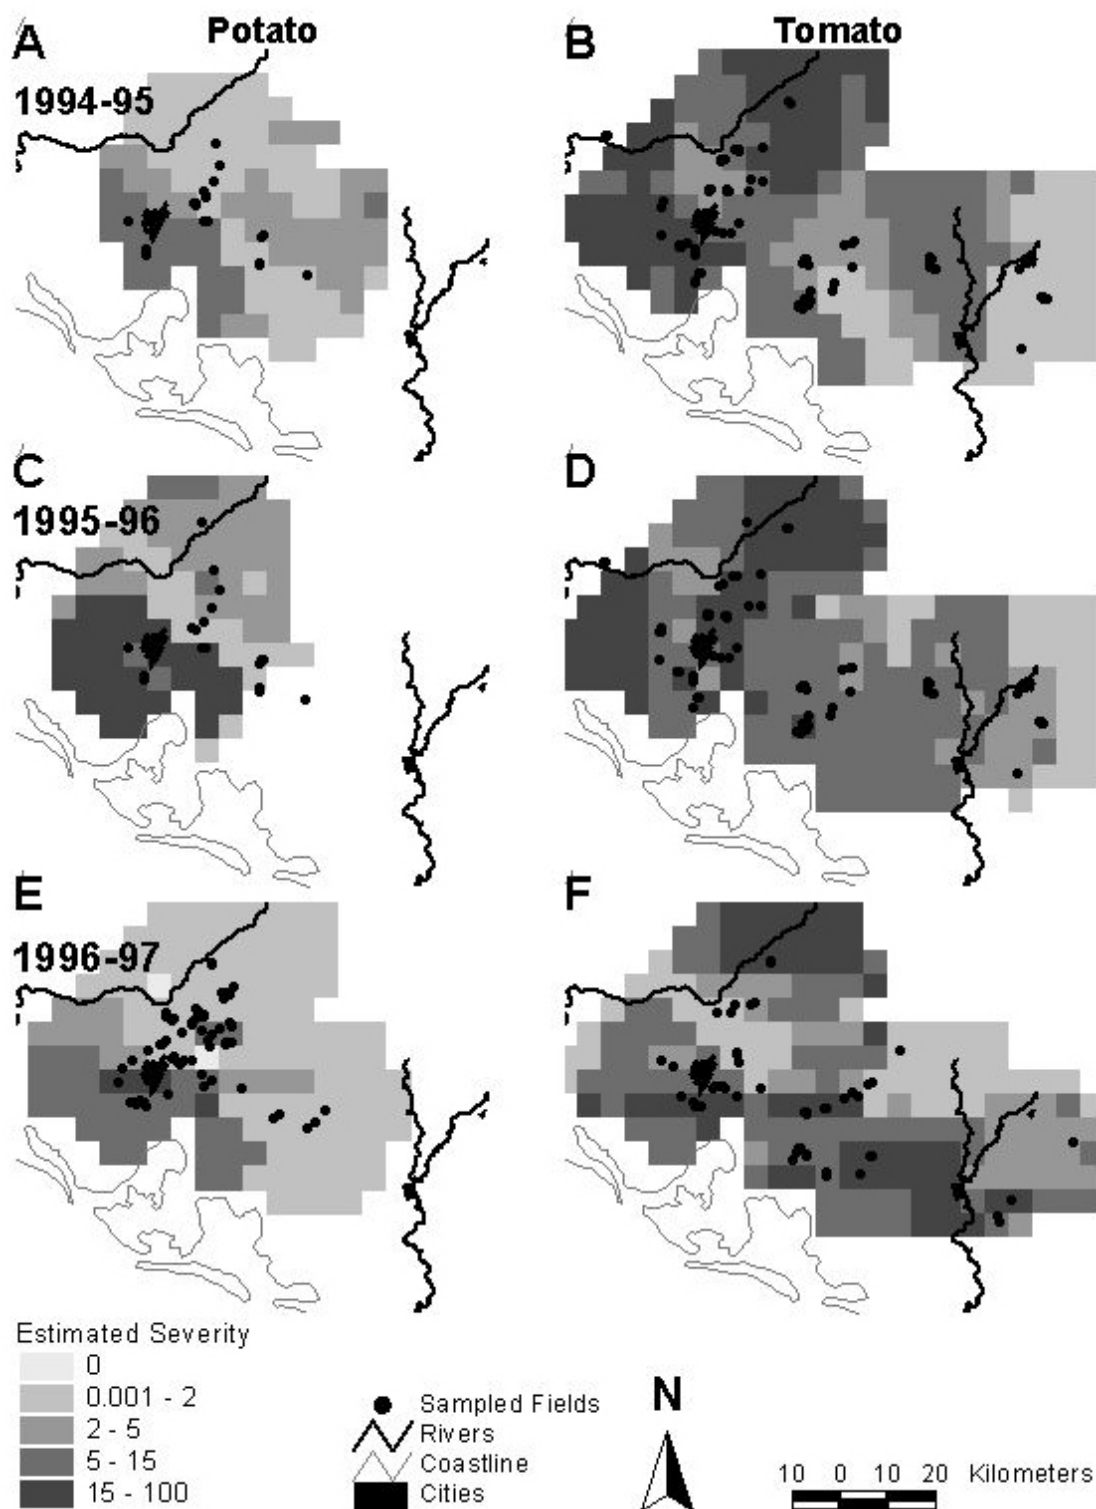 A Potato
B Tomato
1994-95
C
D
1995-96
E
F
1996-97
Estimated Severity
0
0.001 - 2
2 - 5
5 - 15
15 - 100
Sampled Fields
Rivers
Coastline
Cities
N
10 0 10 20 Kilometers